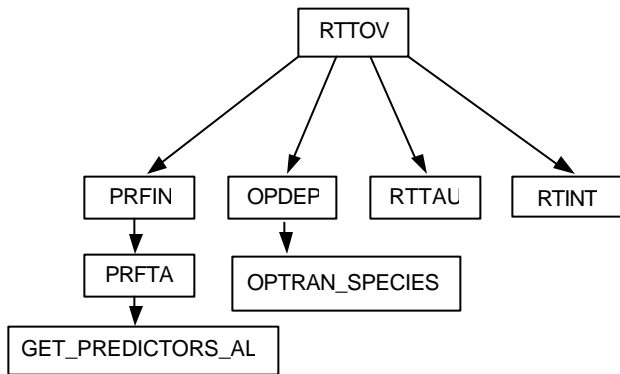 RTTOV
PRFIN
OPDEP
RTTAU
RTINT
PRFTA
OPTRAN_SPECIES
GET_PREDICTORS_AL